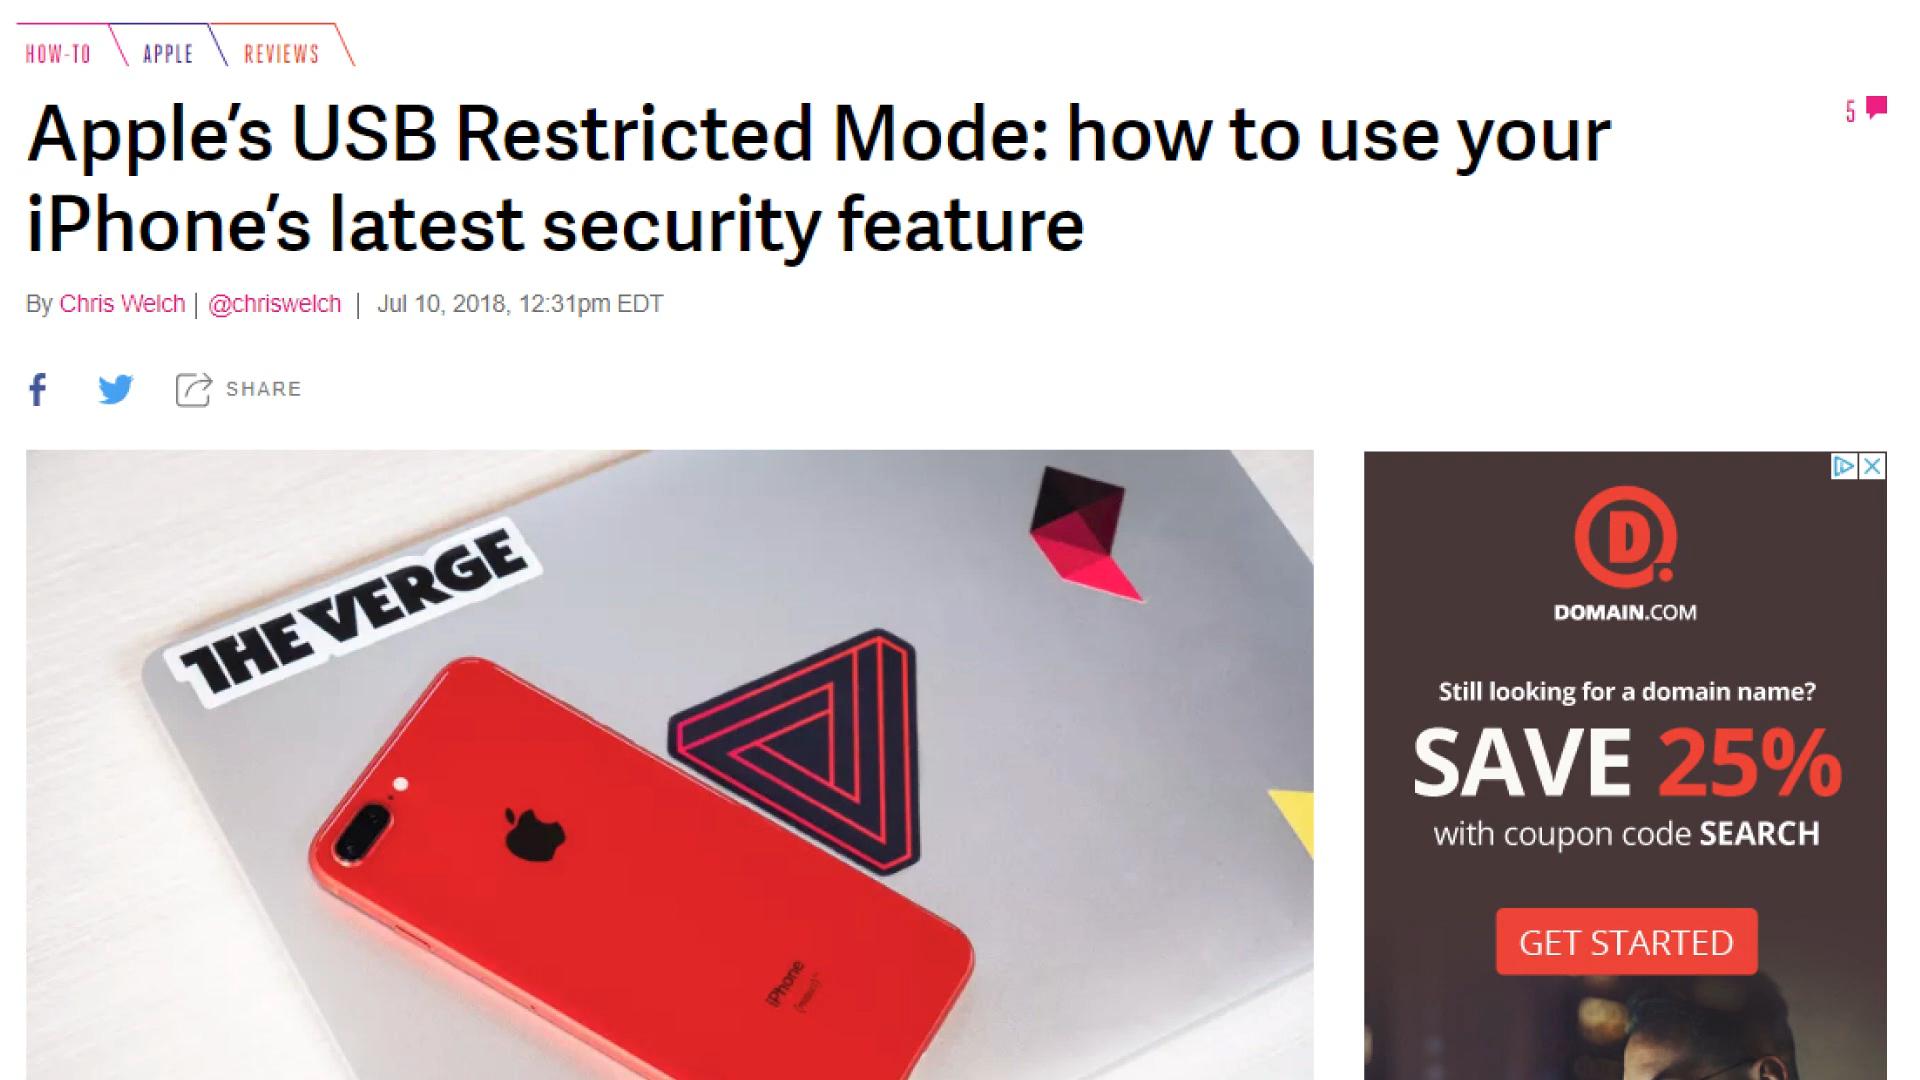 HOW-TO
APPLE
REVIEWS
Apple’s USB Restricted Mode: how to use your
iPhone’s latest security feature
5
By Chris Welch | @chriswelch | Jul 10, 2018, 12:31pm EDT
SHARE
THE VERGE
iPhone
D
DOMAIN.COM
Still looking for a domain name?
SAVE 25%
with coupon code SEARCH
GET STARTED